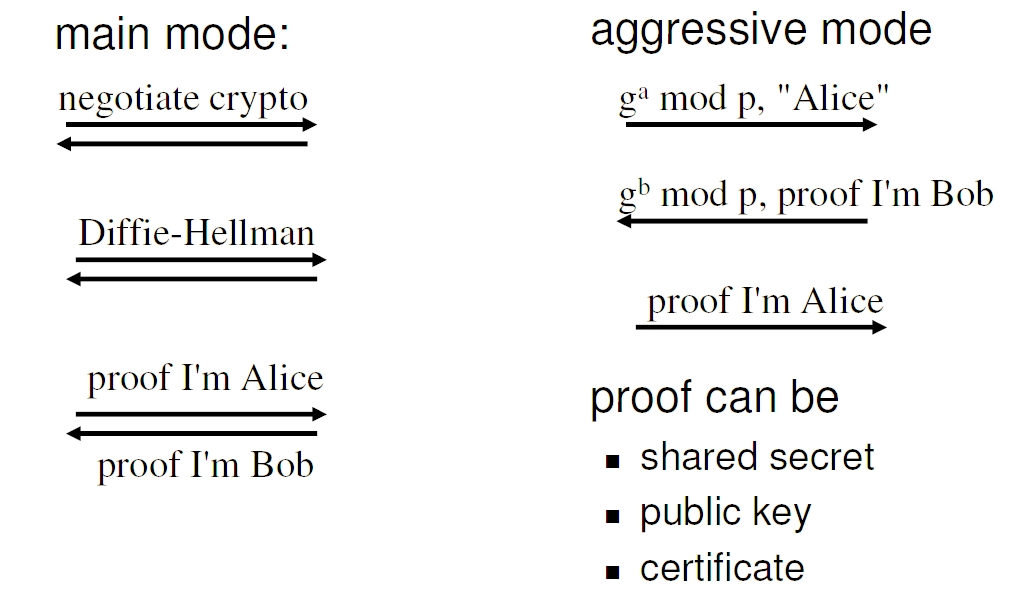 main mode:
negotiate crypto
Diffie-Hellman
proof I'm Alice
proof I'm Bob
aggressive mode
gᵃ mod p, "Alice"
gᵇ mod p, proof I'm Bob
proof I'm Alice
proof can be
▪ shared secret
▪ public key
▪ certificate